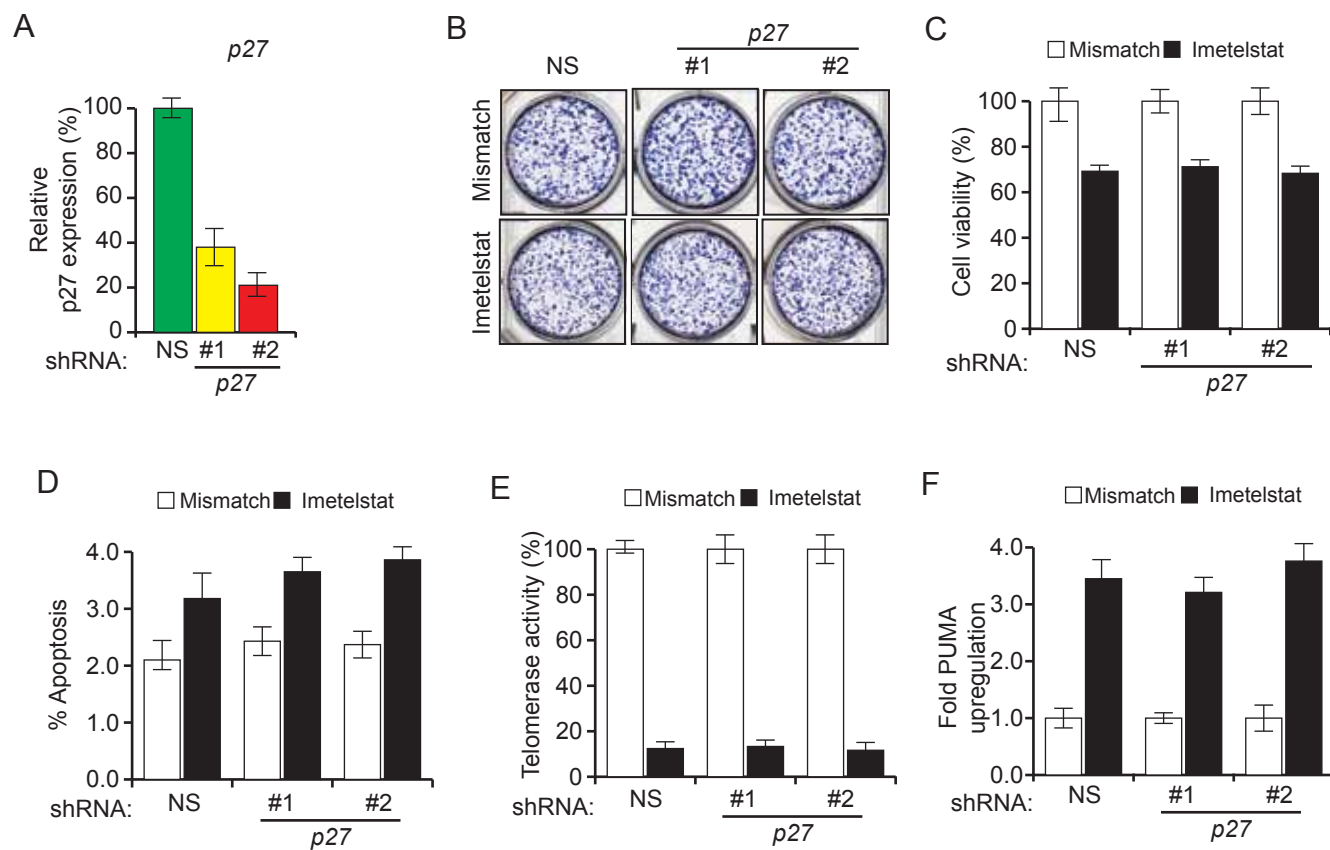 A
p27
Relative
p27 expression (%)
100
80
60
40
20
0
shRNA:
NS #1 #2
p27
B
p27
NS #1 #2
Mismatch
Imetelstat
C
Mismatch Imetelstat
Cell viability (%)
100
80
60
40
20
0
shRNA:
NS #1 #2
p27
D
Mismatch Imetelstat
% Apoptosis
4.0
3.0
2.0
1.0
0.0
shRNA:
NS #1 #2
p27
E
Mismatch Imetelstat
Telomerase activity (%)
100
80
60
40
20
0
shRNA:
NS #1 #2
p27
F
Mismatch Imetelstat
Fold PUMA
upregulation
4.0
3.0
2.0
1.0
0.0
shRNA:
NS #1 #2
p27